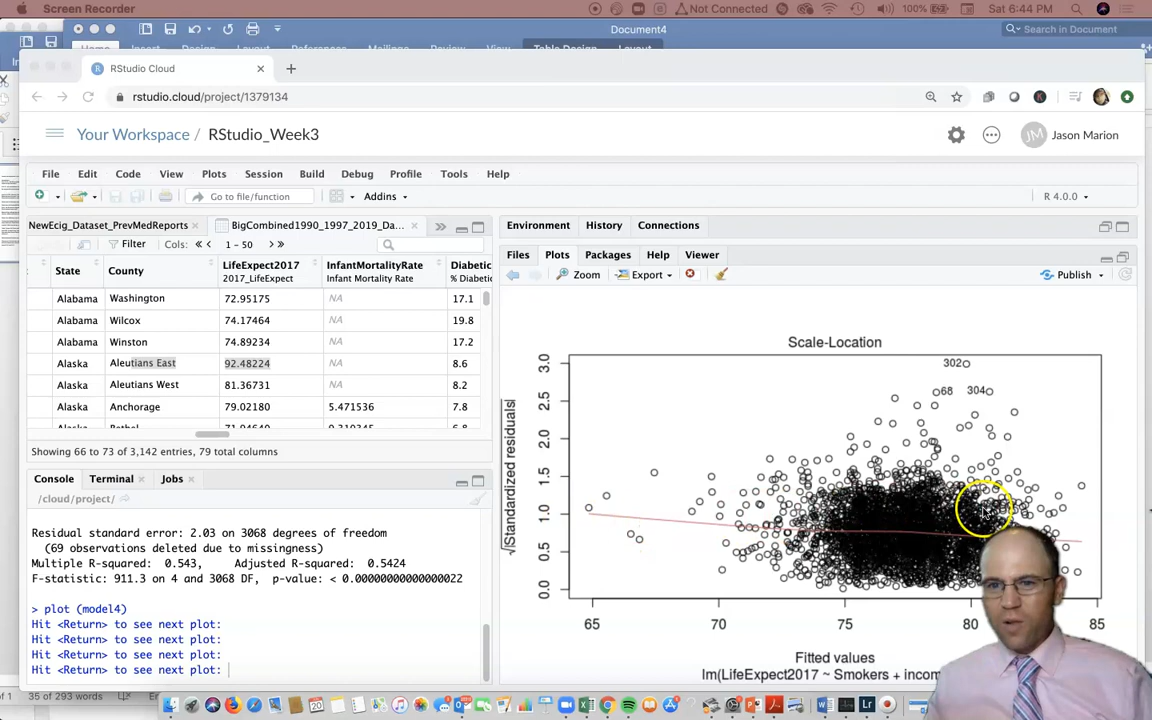 Screen Recorder
Not Connected
100%
Sat 6:44 PM
Document4
Search in Document
RStudio Cloud
rstudio.cloud/project/1379134
Your Workspace / RStudio_Week3
JM Jason Marion
File Edit Code View Plots Session Build Debug Profile Tools Help
Go to file/function
Addins
R 4.0.0
NewEcig_Dataset_PrevMedReports
BigCombined1990_1997_2019_Da...
Filter
Cols:
1 - 50
State County LifeExpect2017 InfantMortalityRate Diabetic
2017_LifeExpect Infant Mortality Rate % Diabetic
Alabama Washington 72.95175 NA 17.1
Alabama Wilcox 74.17464 NA 19.8
Alabama Winston 74.89234 NA 17.2
Alaska Aleutians East 92.48224 NA 8.6
Alaska Aleutians West 81.36731 NA 8.2
Alaska Anchorage 79.02180 5.471536 7.8
Showing 66 to 73 of 3,142 entries, 79 total columns
Console Terminal Jobs
/cloud/project/
Residual standard error: 2.03 on 3068 degrees of freedom
(69 observations deleted due to missingness)
Multiple R-squared: 0.543, Adjusted R-squared: 0.5424
F-statistic: 911.3 on 4 and 3068 DF, p-value: < 0.00000000000000022
> plot (model4)
Hit <Return> to see next plot:
Hit <Return> to see next plot:
Hit <Return> to see next plot:
Hit <Return> to see next plot:
Environment History Connections
Files Plots Packages Help Viewer
Zoom Export Publish
Scale-Location
√|Standardized residuals|
3.0
2.5
2.0
1.5
1.0
0.5
0.0
302
68 304
65 70 75 80 85
Fitted values
lm(LifeExpect2017 ~ Smokers + incom
of 1 35 of 293 words